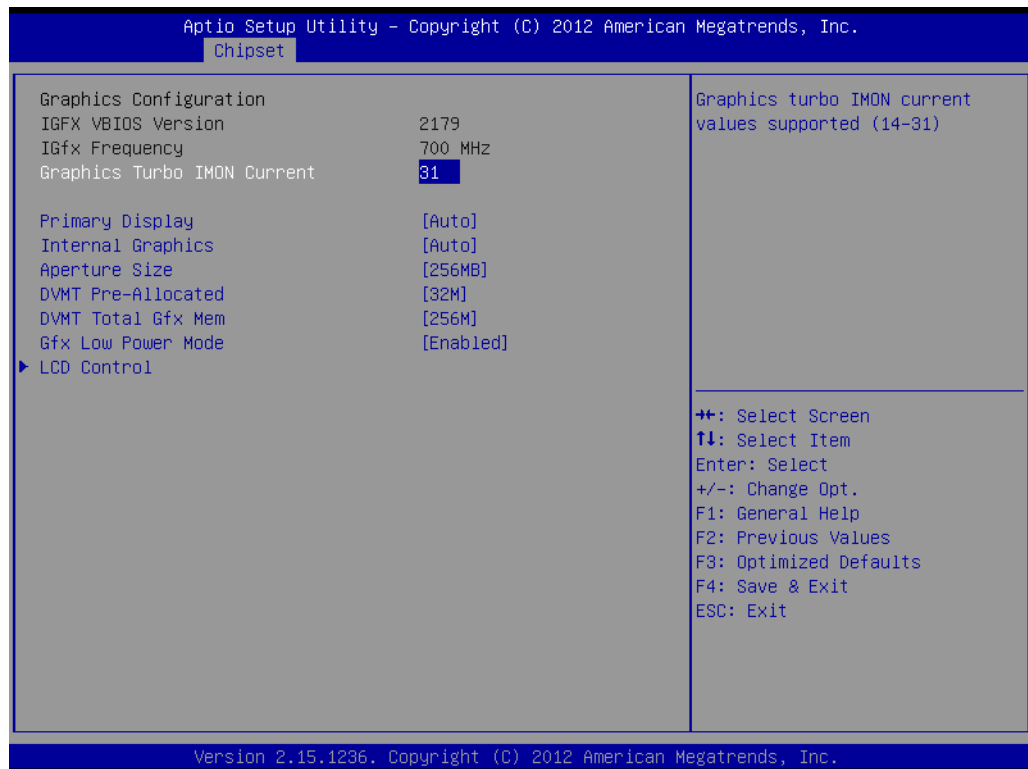 Aptio Setup Utility – Copyright (C) 2012 American Megatrends, Inc.
Chipset
Graphics Configuration
IGFX VBIOS Version 2179
IGfx Frequency 700 MHz
Graphics Turbo IMON Current 31
Primary Display [Auto]
Internal Graphics [Auto]
Aperture Size [256MB]
DVMT Pre-Allocated [32M]
DVMT Total Gfx Mem [256M]
Gfx Low Power Mode [Enabled]
▶ LCD Control
Graphics turbo IMON current
values supported (14-31)
→←: Select Screen
↑↓: Select Item
Enter: Select
+/-: Change Opt.
F1: General Help
F2: Previous Values
F3: Optimized Defaults
F4: Save & Exit
ESC: Exit
Version 2.15.1236. Copyright (C) 2012 American Megatrends, Inc.